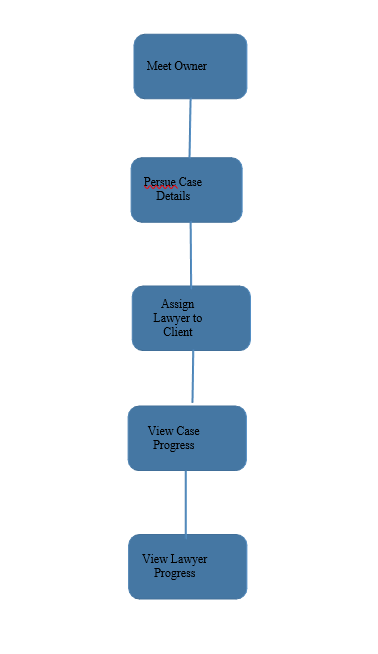 Meet Owner
Persue Case
Details
Assign
Lawyer to
Client
View Case
Progress
View Lawyer
Progress